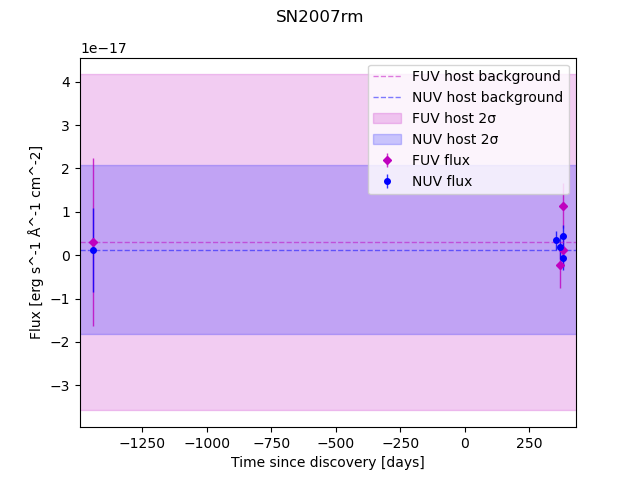 SN2007rm
1e−17
FUV host background
NUV host background
FUV host 2σ
NUV host 2σ
FUV flux
NUV flux
4
3
2
1
0
−1
−2
−3
Flux [erg s^-1 Å^-1 cm^-2]
−1250 −1000 −750 −500 −250 0 250
Time since discovery [days]